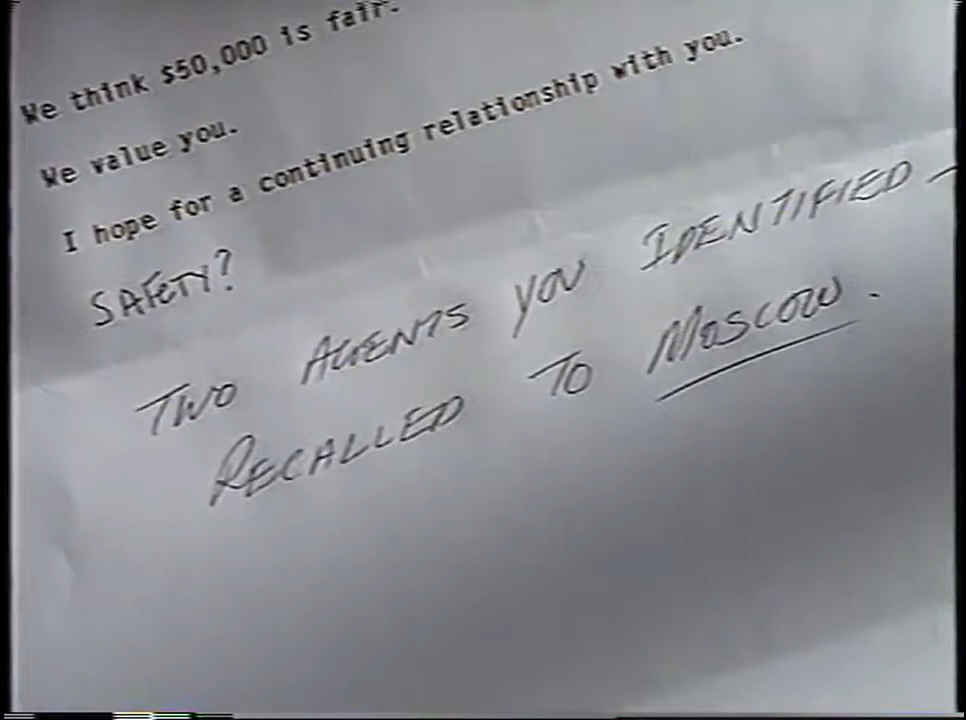 We think $50,000 is fair.
We value you.
I hope for a continuing relationship with you.
SAFETY?
TWO AGENTS YOU IDENTIFIED —
RECALLED TO MOSCOW.